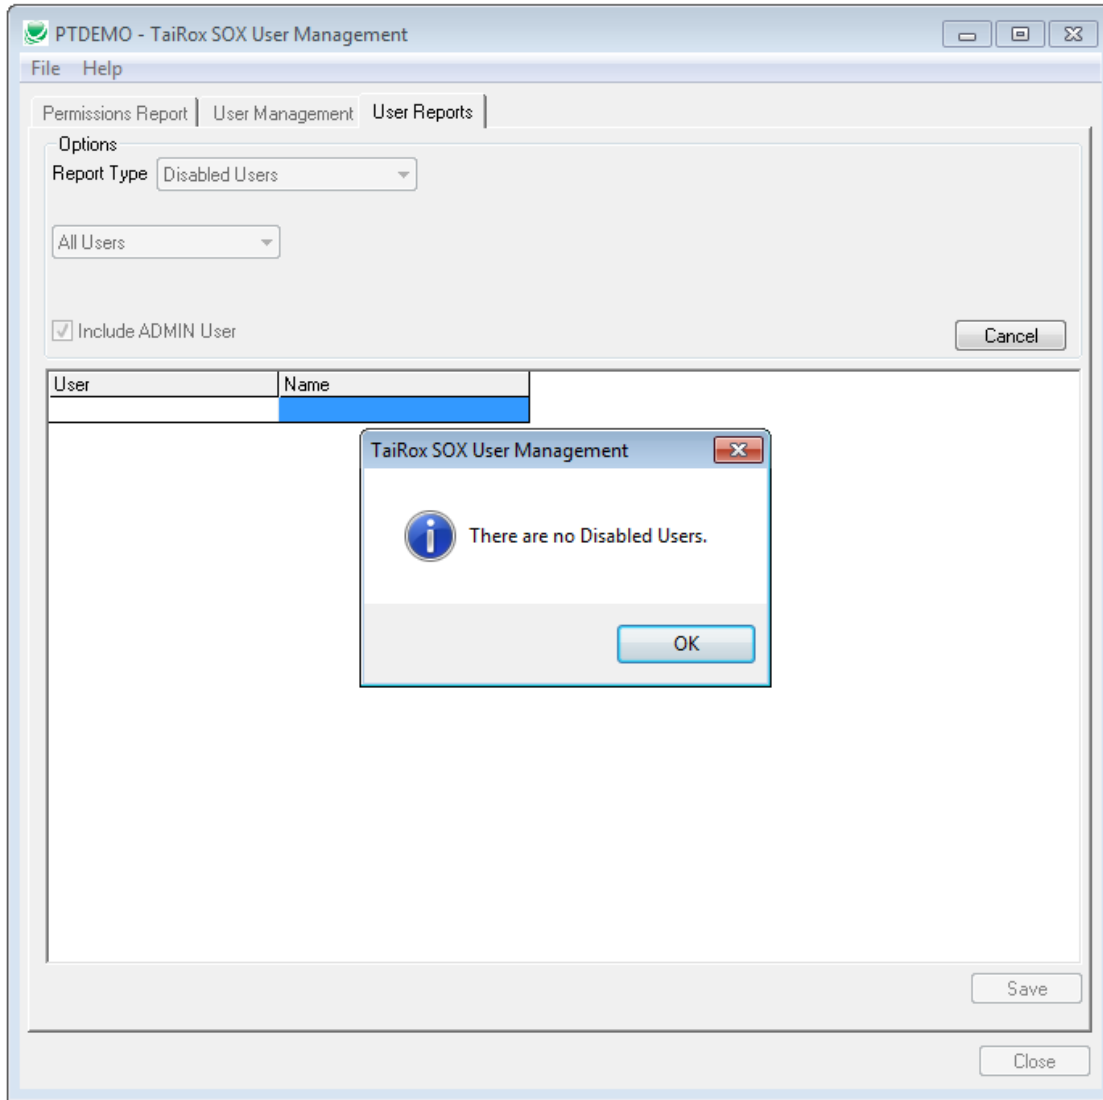 PTDEMO - TaiRox SOX User Management
File Help
Permissions Report User Management User Reports
Options
Report Type Disabled Users
All Users
Include ADMIN User
Cancel
User Name
TaiRox SOX User Management
There are no Disabled Users.
OK
Save
Close